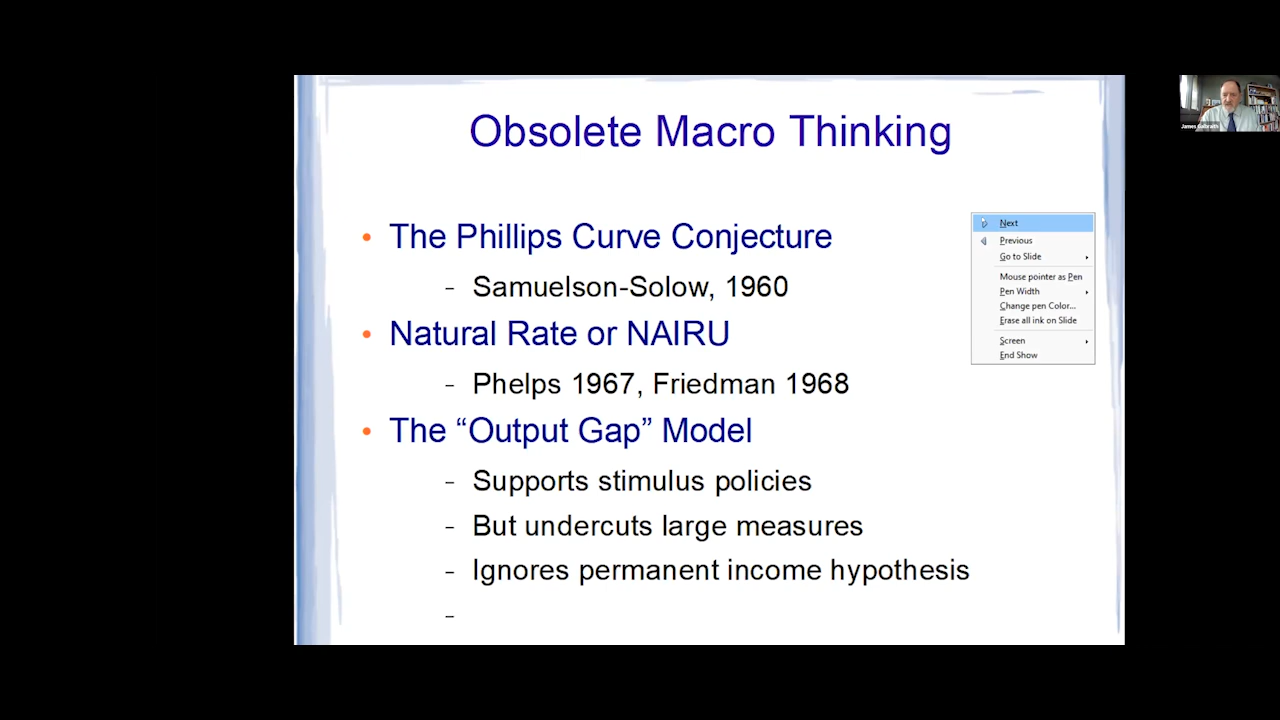 Obsolete Macro Thinking
• The Phillips Curve Conjecture
– Samuelson-Solow, 1960
• Natural Rate or NAIRU
– Phelps 1967, Friedman 1968
• The “Output Gap” Model
– Supports stimulus policies
– But undercuts large measures
– Ignores permanent income hypothesis
–
Next
Previous
Go to Slide
Mouse pointer as Pen
Pen Width
Change pen Color...
Erase all ink on Slide
Screen
End Show
James Galbraith